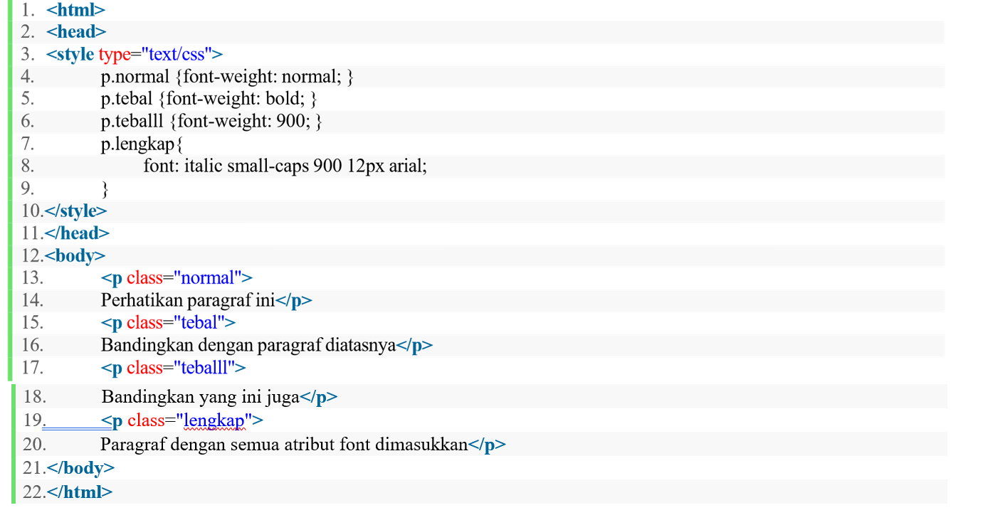 1. <html>
2. <head>
3. <style type="text/css">
4. p.normal {font-weight: normal; }
5. p.tebal {font-weight: bold; }
6. p.teballl {font-weight: 900; }
7. p.lengkap{
8. font: italic small-caps 900 12px arial;
9. }
10.</style>
11.</head>
12.<body>
13. <p class="normal">
14. Perhatikan paragraf ini</p>
15. <p class="tebal">
16. Bandingkan dengan paragraf diatasnya</p>
17. <p class="teballl">
18. Bandingkan yang ini juga</p>
19. <p class="lengkap">
20. Paragraf dengan semua atribut font dimasukkan</p>
21.</body>
22.</html>